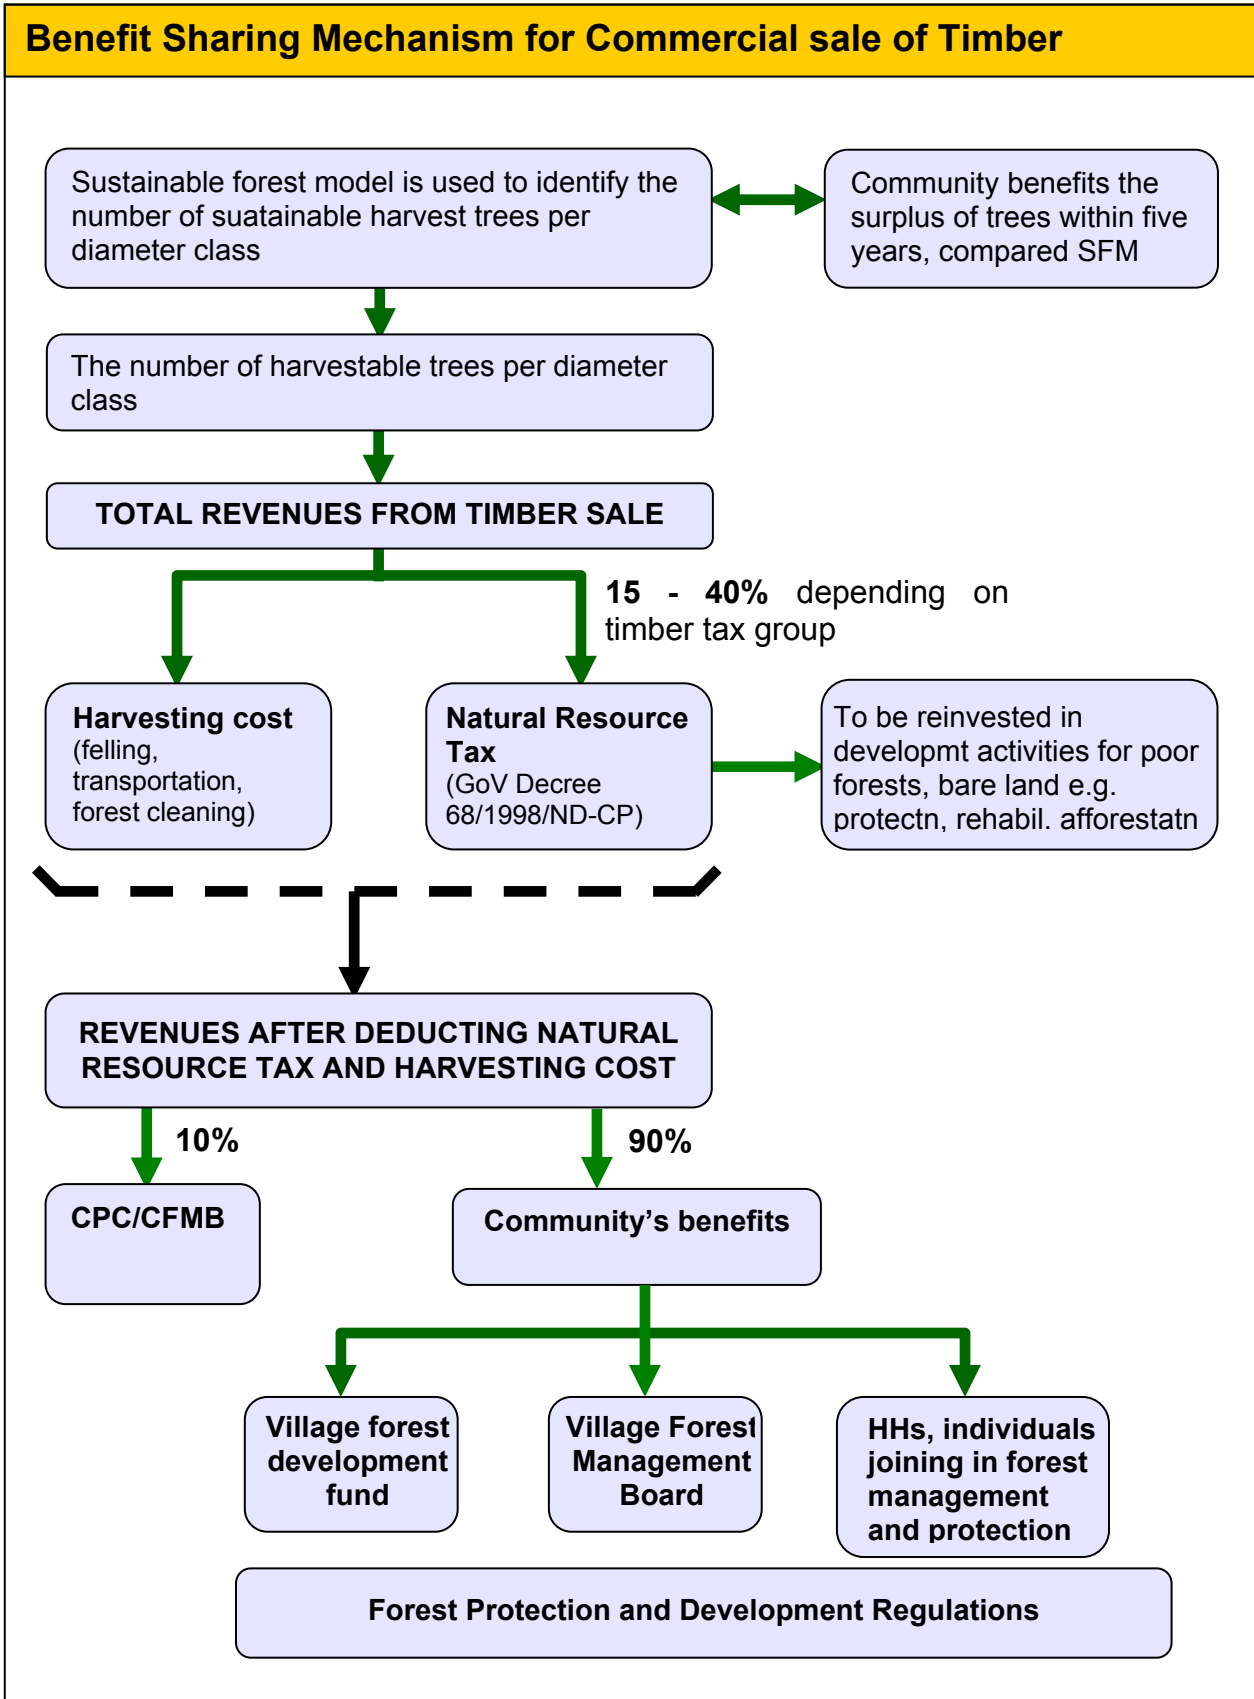 Benefit Sharing Mechanism for Commercial sale of Timber
Sustainable forest model is used to identify the
number of suatainable harvest trees per
diameter class
Community benefits the
surplus of trees within five
years, compared SFM
The number of harvestable trees per diameter
class
TOTAL REVENUES FROM TIMBER SALE
15 - 40% depending on
timber tax group
Harvesting cost
(felling,
transportation,
forest cleaning)
Natural Resource
Tax
(GoV Decree
68/1998/ND-CP)
To be reinvested in
developmt activities for poor
forests, bare land e.g.
protectn, rehabil. afforestatn
REVENUES AFTER DEDUCTING NATURAL
RESOURCE TAX AND HARVESTING COST
10%
90%
CPC/CFMB
Community’s benefits
Village forest
development
fund
Village Forest
Management
Board
HHs, individuals
joining in forest
management
and protection
Forest Protection and Development Regulations